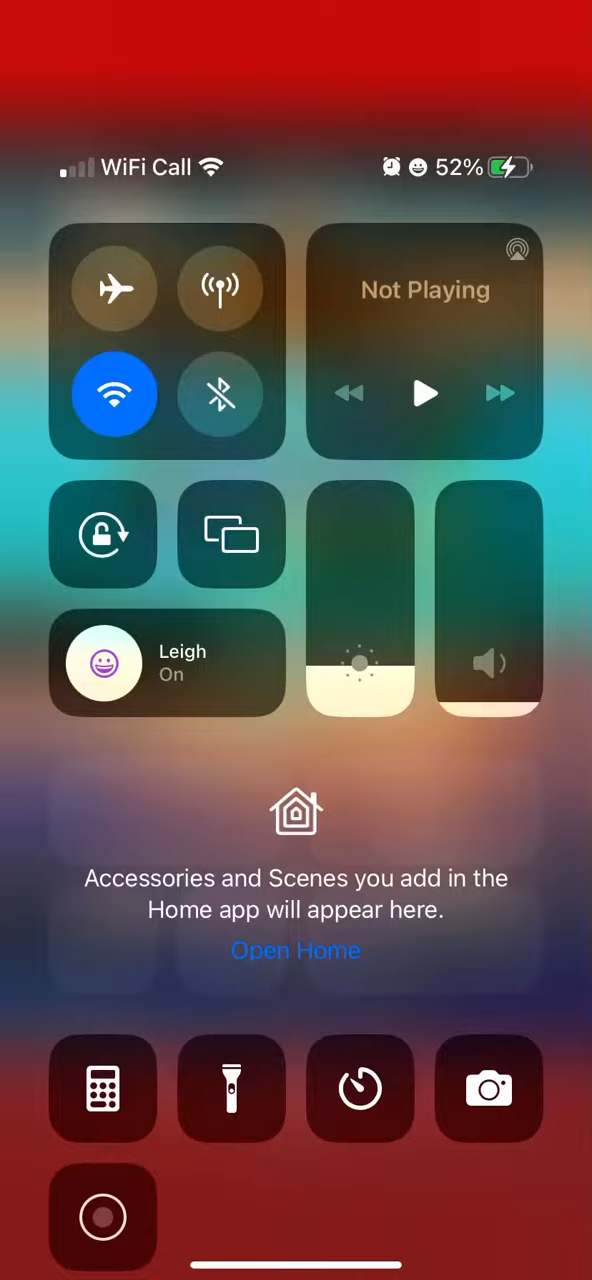 WiFi Call
52%
Not Playing
Leigh
On
Accessories and Scenes you add in the
Home app will appear here.
Open Home